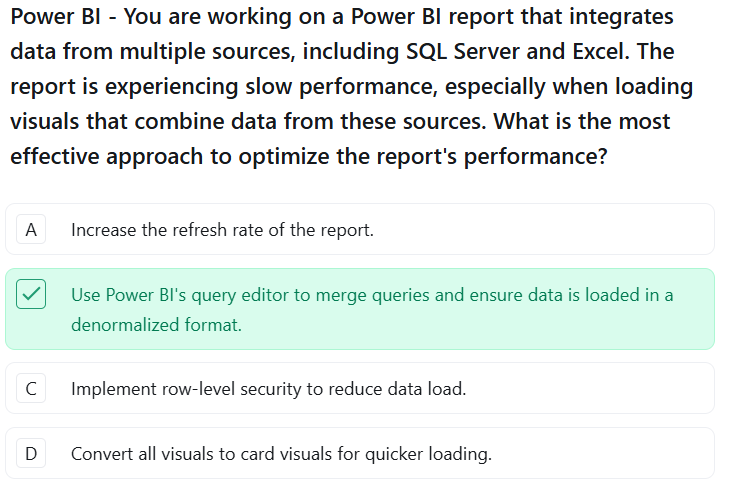 Power BI - You are working on a Power BI report that integrates
data from multiple sources, including SQL Server and Excel. The
report is experiencing slow performance, especially when loading
visuals that combine data from these sources. What is the most
effective approach to optimize the report's performance?
A Increase the refresh rate of the report.
Use Power BI's query editor to merge queries and ensure data is loaded in a
denormalized format.
C Implement row-level security to reduce data load.
D Convert all visuals to card visuals for quicker loading.